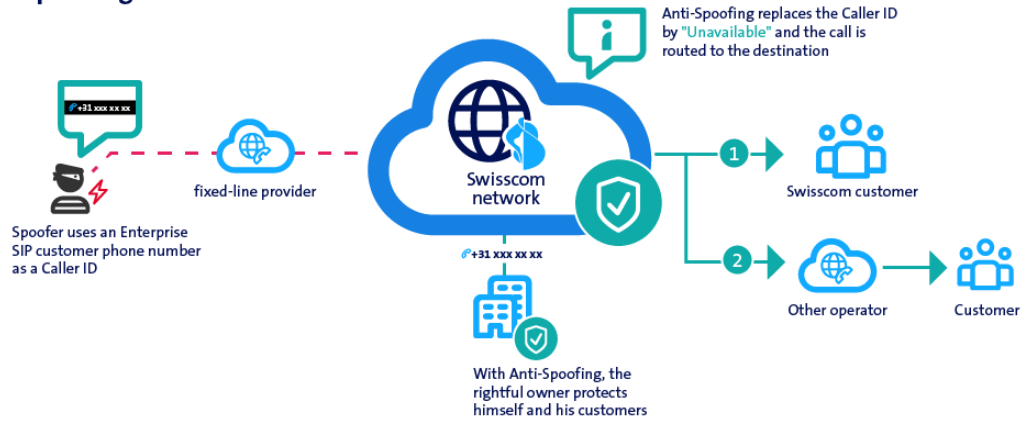 Anti-Spoofing replaces the Caller ID
by "Unavailable" and the call is
routed to the destination
+31 xxx xx xx
fixed-line provider
Spoofer uses an Enterprise
SIP customer phone number
as a Caller ID
Swisscom
network
+31 xxx xx xx
With Anti-Spoofing, the
rightful owner protects
himself and his customers
1
Swisscom customer
2
Other operator
Customer